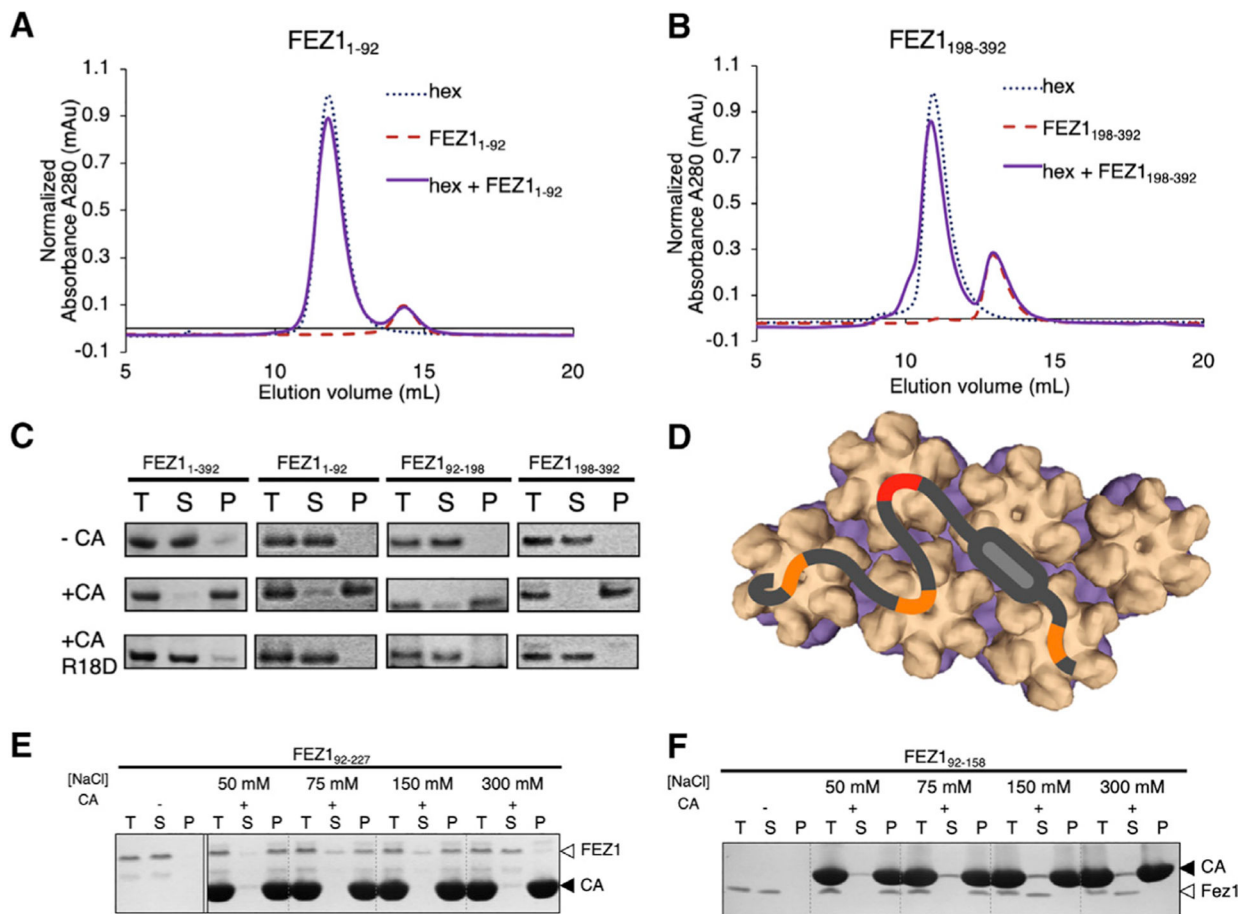 A
FEZ1₁₋₉₂
Normalized
Absorbance A280 (mAu)
1.1
0.9
0.7
0.5
0.3
0.1
-0.1
hex
FEZ1₁₋₉₂
hex + FEZ1₁₋₉₂
5 10 15 20
Elution volume (mL)
B
FEZ1₁₉₈₋₃₉₂
Normalized
Absorbance A280 (mAu)
1.1
0.9
0.7
0.5
0.3
0.1
-0.1
hex
FEZ1₁₉₈₋₃₉₂
hex + FEZ1₁₉₈₋₃₉₂
5 10 15 20
Elution volume (mL)
C
FEZ1₁₋₃₉₂ FEZ1₁₋₉₂ FEZ1₉₂₋₁₉₈ FEZ1₁₉₈₋₃₉₂
T S P T S P T S P T S P
- CA
+CA
+CA
R18D
D
E
FEZ1₉₂₋₂₂₇
[NaCl] 50 mM 75 mM 150 mM 300 mM
CA - + + + +
T S P T S P T S P T S P T S P
FEZ1
CA
F
FEZ1₉₂₋₁₅₈
[NaCl] 50 mM 75 mM 150 mM 300 mM
CA - + + + +
T S P T S P T S P T S P T S P
CA
Fez1